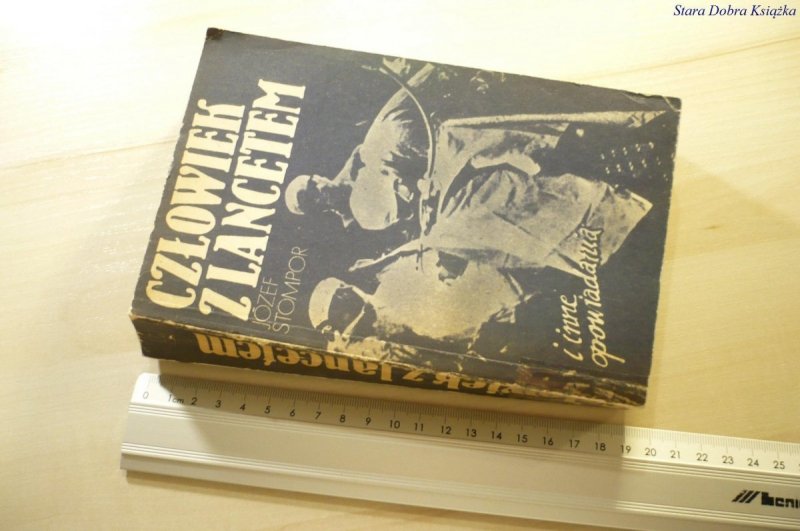 Stara Dobra Książka
CZŁOWIEK
Z LANCETEM
JÓZEF
STOMPOR
i inne
opowiadania
człowiek z lancetem
0 1cm 2 3 4 5 6 7 8 9 10 11 12 13 14 15 16 17 18 19 20 21 22 23 24 25